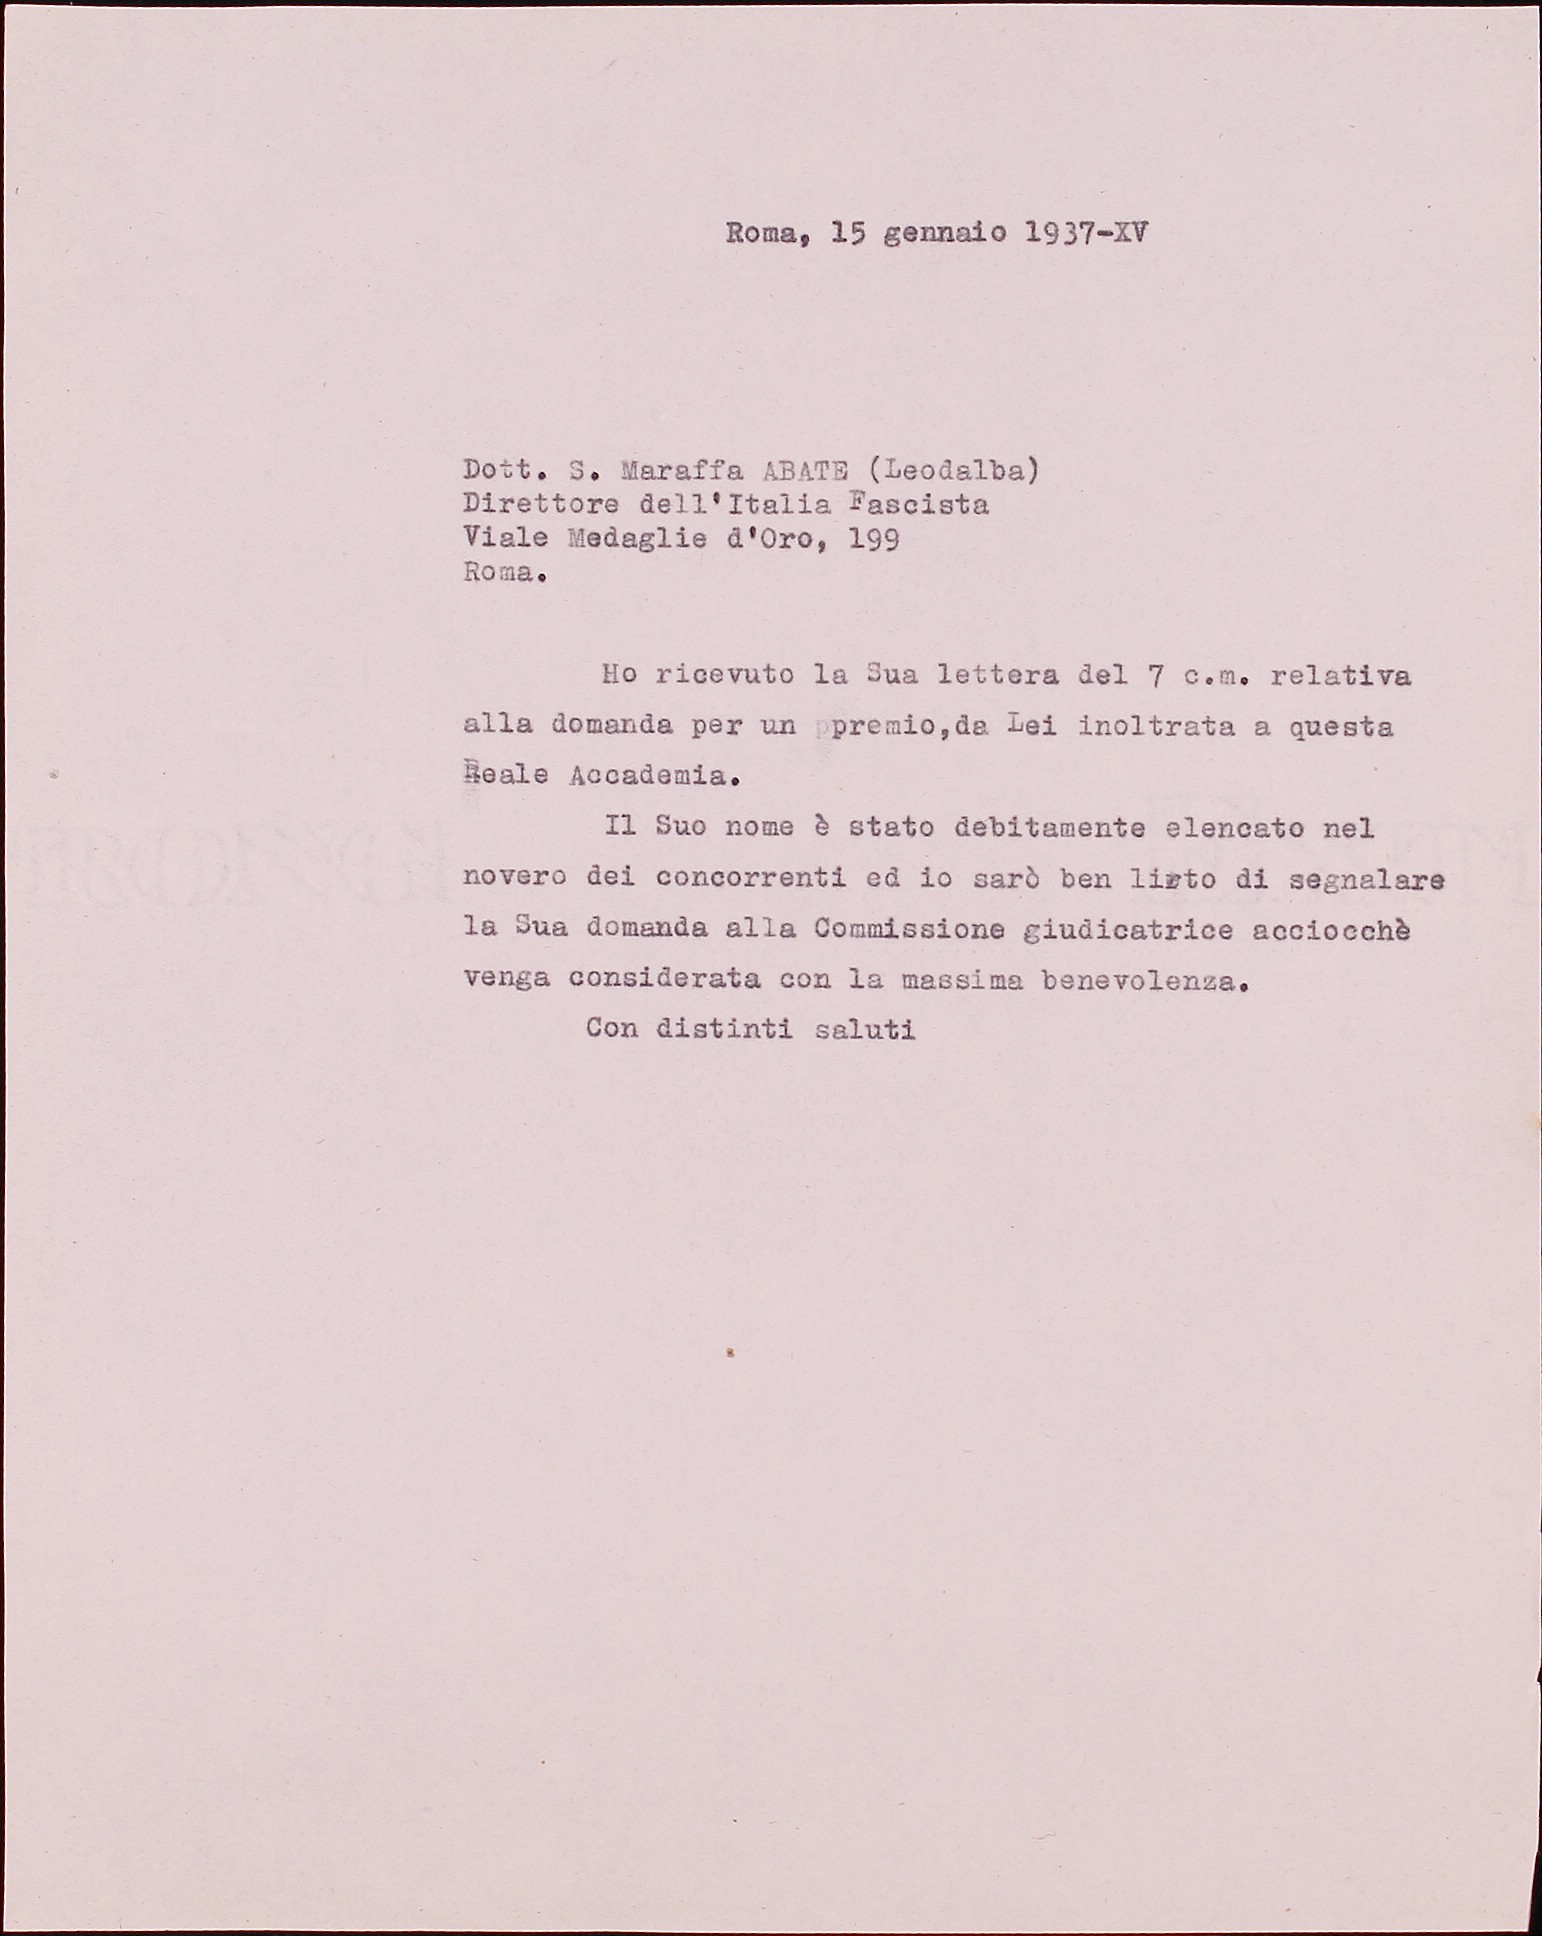 Roma, 15 gennaio 1937-XV
Dott. S. Maraffa ABATE (Leodalba)
Direttore dell'Italia Fascista
Viale Medaglie d'Oro, 199
Roma.
Ho ricevuto la Sua lettera del 7 c.m. relativa
alla domanda per un ppremio,da Lei inoltrata a questa
Reale Accademia.
Il Suo nome è stato debitamente elencato nel
novero dei concorrenti ed io sarò ben lieto di segnalare
la Sua domanda alla Commissione giudicatrice acciocchè
venga considerata con la massima benevolenza.
Con distinti saluti